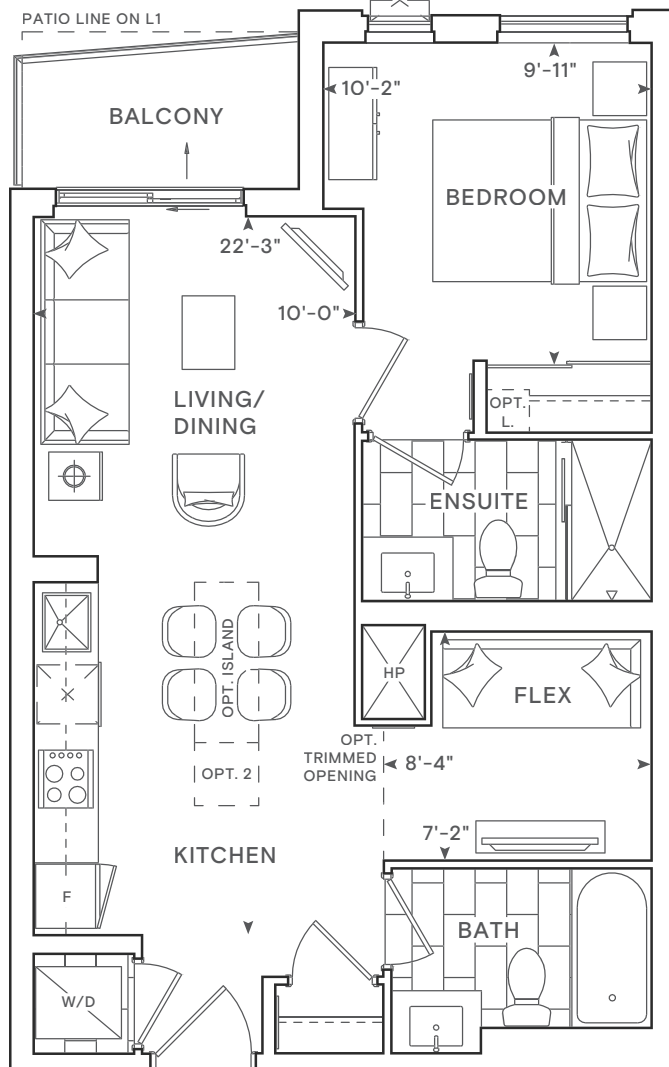 PATIO LINE ON L1
BALCONY
10'-2"
9'-11"
BEDROOM
22'-3"
10'-0"
LIVING/
DINING
OPT.
L.
ENSUITE
OPT. ISLAND
HP
FLEX
OPT.
TRIMMED
OPENING
8'-4"
OPT. 2
7'-2"
KITCHEN
F
BATH
W/D